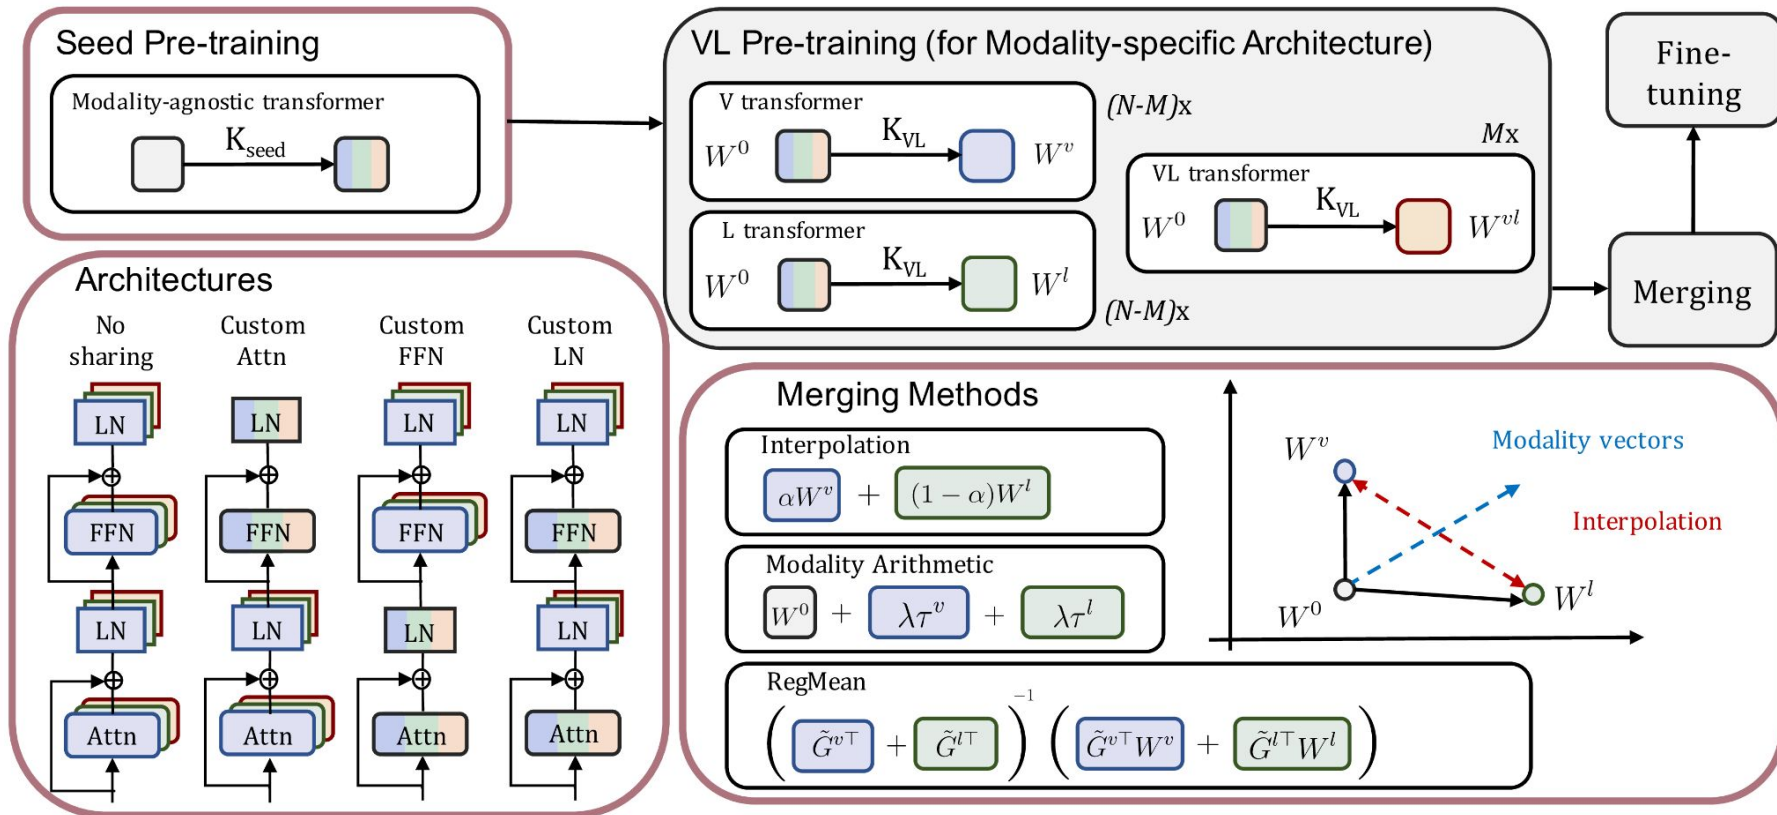 Seed Pre-training
Modality-agnostic transformer
K_seed
VL Pre-training (for Modality-specific Architecture)
V transformer
(N-M)x
W^0 K_VL W^v
L transformer
W^0 K_VL W^l
(N-M)x
Mx
VL transformer
W^0 K_VL W^{vl}
Fine-
tuning
Merging
Architectures
No
sharing
LN
FFN
LN
Attn
Custom
Attn
LN
FFN
LN
Attn
Custom
FFN
LN
FFN
LN
Attn
Custom
LN
LN
FFN
LN
Attn
Merging Methods
Interpolation
αW^v + (1 − α)W^l
Modality Arithmetic
W^0 + λτ^v + λτ^l
RegMean
(G̃^{v⊤} + G̃^{l⊤})^{-1} (G̃^{v⊤}W^v + G̃^{l⊤}W^l)
W^v
Modality vectors
Interpolation
W^0
W^l